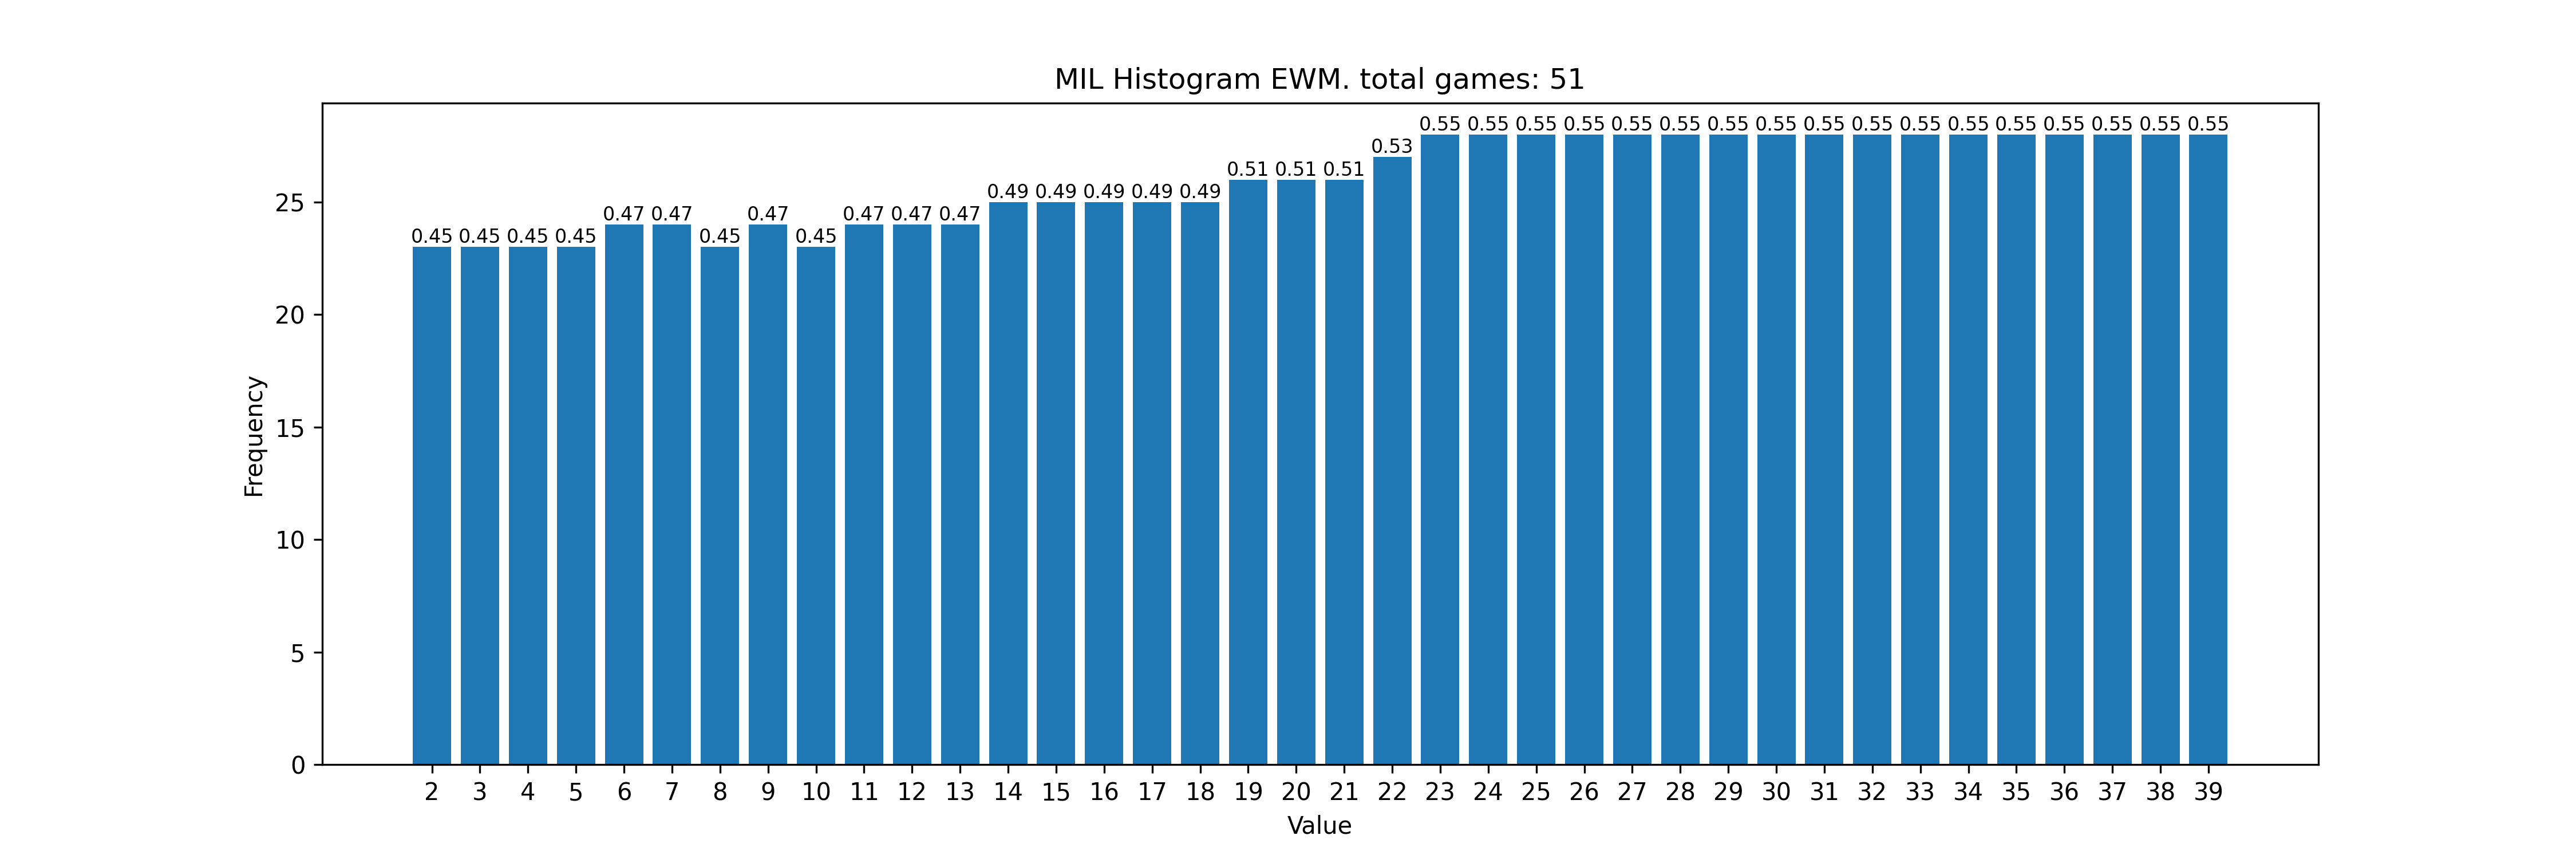 MIL Histogram EWM. total games: 51
0.45 0.45 0.45 0.45 0.47 0.47 0.45 0.47 0.45 0.47 0.47 0.47 0.49 0.49 0.49 0.49 0.49 0.51 0.51 0.51 0.53 0.55 0.55 0.55 0.55 0.55 0.55 0.55 0.55 0.55 0.55 0.55 0.55 0.55 0.55 0.55 0.55 0.55
25
20
15
10
5
0
Frequency
2 3 4 5 6 7 8 9 10 11 12 13 14 15 16 17 18 19 20 21 22 23 24 25 26 27 28 29 30 31 32 33 34 35 36 37 38 39
Value